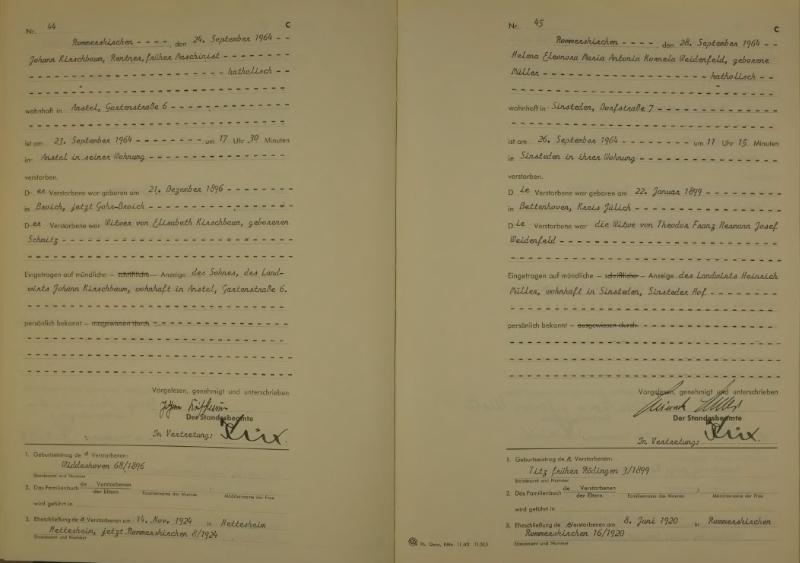 Nr. 44 C
Rommerskirchen, den 24. September 1964
Johann Kirschbaum, Rentner, früher Maschinist
katholisch
wohnhaft in Anstel, Gartenstraße 6
ist am 23. September 1964 um 17 Uhr 30 Minuten
in Anstel in seiner Wohnung
verstorben.
Der Verstorbene war geboren am 21. Dezember 1896
in Broich, jetzt Gohr-Broich
Der Verstorbene war Witwer von Elisabeth Kirschbaum, geborenen
Schmitz
Eingetragen auf mündliche – schriftliche – Anzeige des Sohnes, des Land-
wirts Johann Kirschbaum, wohnhaft in Anstel, Gartenstraße 6.
persönlich bekannt – ausgewiesen durch
Vorgelesen, genehmigt und unterschrieben
Der Standesbeamte
In Vertretung:
1. Geburtseintrag des Verstorbenen:
68/1896
Standesamt und Nummer
2. Das Familienbuch de Verstorbenen
der Eltern Familienname des Mannes Mädchenname der Frau
wird geführt in
3. Eheschließung de Verstorbenen am 14. Nov. 1924 in Nettesheim
Nettesheim, jetzt Rommerskirchen 8/1924
Standesamt und Nummer
Nr. 45 C
Rommerskirchen, den 28. September 1964
Helena Eleonora Maria Antonia Kornela Weidenfeld, geborene
Müller katholisch
wohnhaft in Sinsteden, Dorfstraße 7
ist am 26. September 1964 um 11 Uhr 15 Minuten
in Sinsteden in ihrer Wohnung
verstorben.
Die Verstorbene war geboren am 22. Januar 1899
in Bettenhoven, Kreis Jülich
Die Verstorbene war die Witwe von Theodor Franz Hermann Josef
Weidenfeld
Eingetragen auf mündliche – schriftliche – Anzeige des Landwirts Heinrich
Müller, wohnhaft in Sinsteden, Sinsteder Hof
persönlich bekannt – ausgewiesen durch
Vorgelesen, genehmigt und unterschrieben
Der Standesbeamte
In Vertretung:
1. Geburtseintrag der Verstorbenen:
Titz früher Rödingen 3/1899
Standesamt und Nummer
2. Das Familienbuch de Verstorbenen
der Eltern Familienname des Mannes Mädchenname der Frau
wird geführt in
3. Eheschließung der Verstorbenen am 8. Juni 1920 in Rommerskirchen
Rommerskirchen 16/1920
Standesamt und Nummer